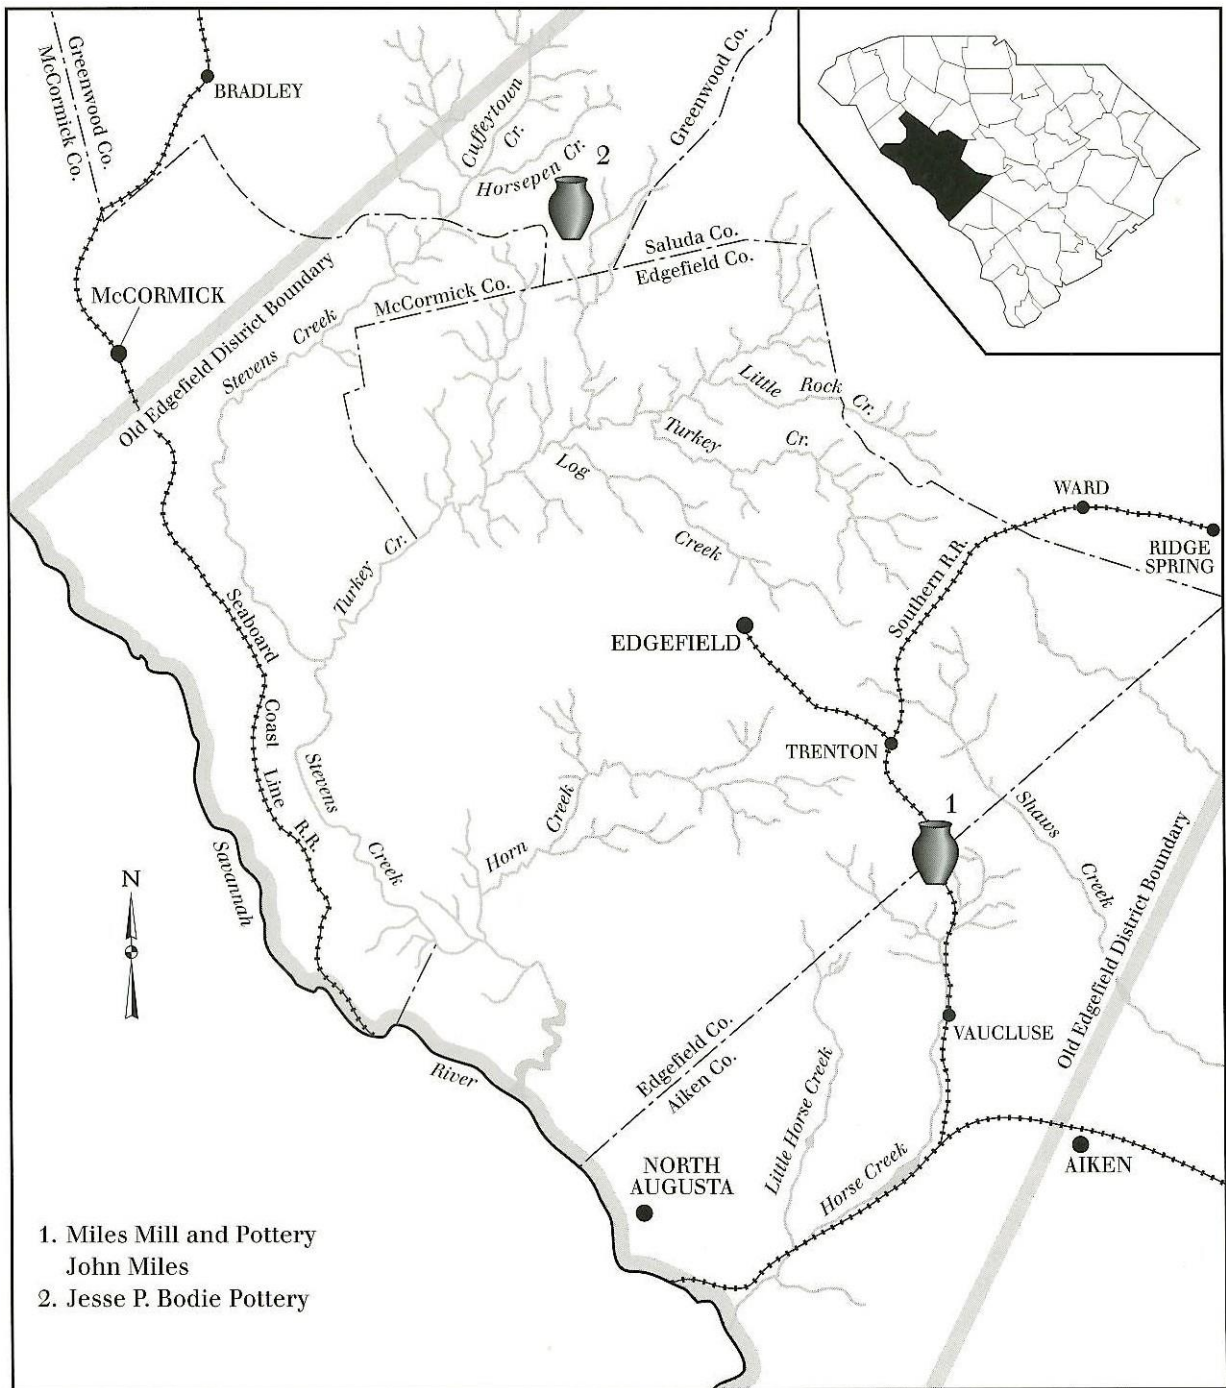 Greenwood Co.
McCormick Co.
BRADLEY
Cuffeytown
Cr.
Horsepen Cr.
2
Greenwood Co.
Saluda Co.
Edgefield Co.
McCORMICK
McCormick Co.
Old Edgefield District Boundary
Stevens Creek
Little Rock Cr.
Turkey Cr.
Log
Creek
WARD
RIDGE
SPRING
Turkey Cr.
Southern R.R.
Seaboard
Coast
Line
R.R.
EDGEFIELD
TRENTON
Stevens
Creek
Horn Creek
1
Shaws
Creek
Savannah
N
Old Edgefield District Boundary
VAUCLUSE
River
Edgefield Co.
Aiken Co.
Little Horse Creek
Horse Creek
AIKEN
NORTH
AUGUSTA
1. Miles Mill and Pottery
John Miles
2. Jesse P. Bodie Pottery